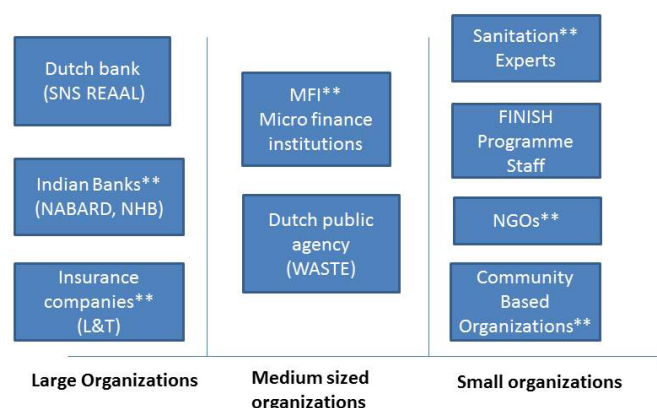 Dutch bank
(SNS REAAL)
Indian Banks**
(NABARD, NHB)
Insurance
companies**
(L&T)
MFI**
Micro finance
institutions
Dutch public
agency
(WASTE)
Sanitation**
Experts
FINISH
Programme
Staff
NGOs**
Community
Based
Organizations**
Large Organizations
Medium sized
organizations
Small organizations